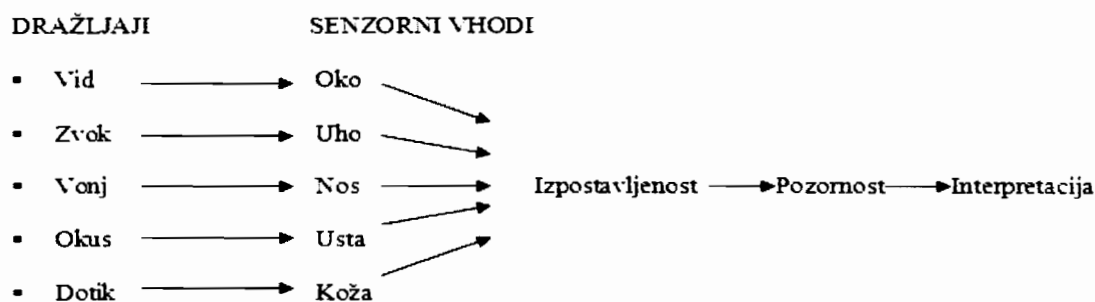 DRAŽLJAJI SENZORNI VHODI
▪ Vid Oko
▪ Zvok Uho
▪ Vonj Nos Izpostavljenost Pozornost Interpretacija
▪ Okus Usta
▪ Dotik Koža